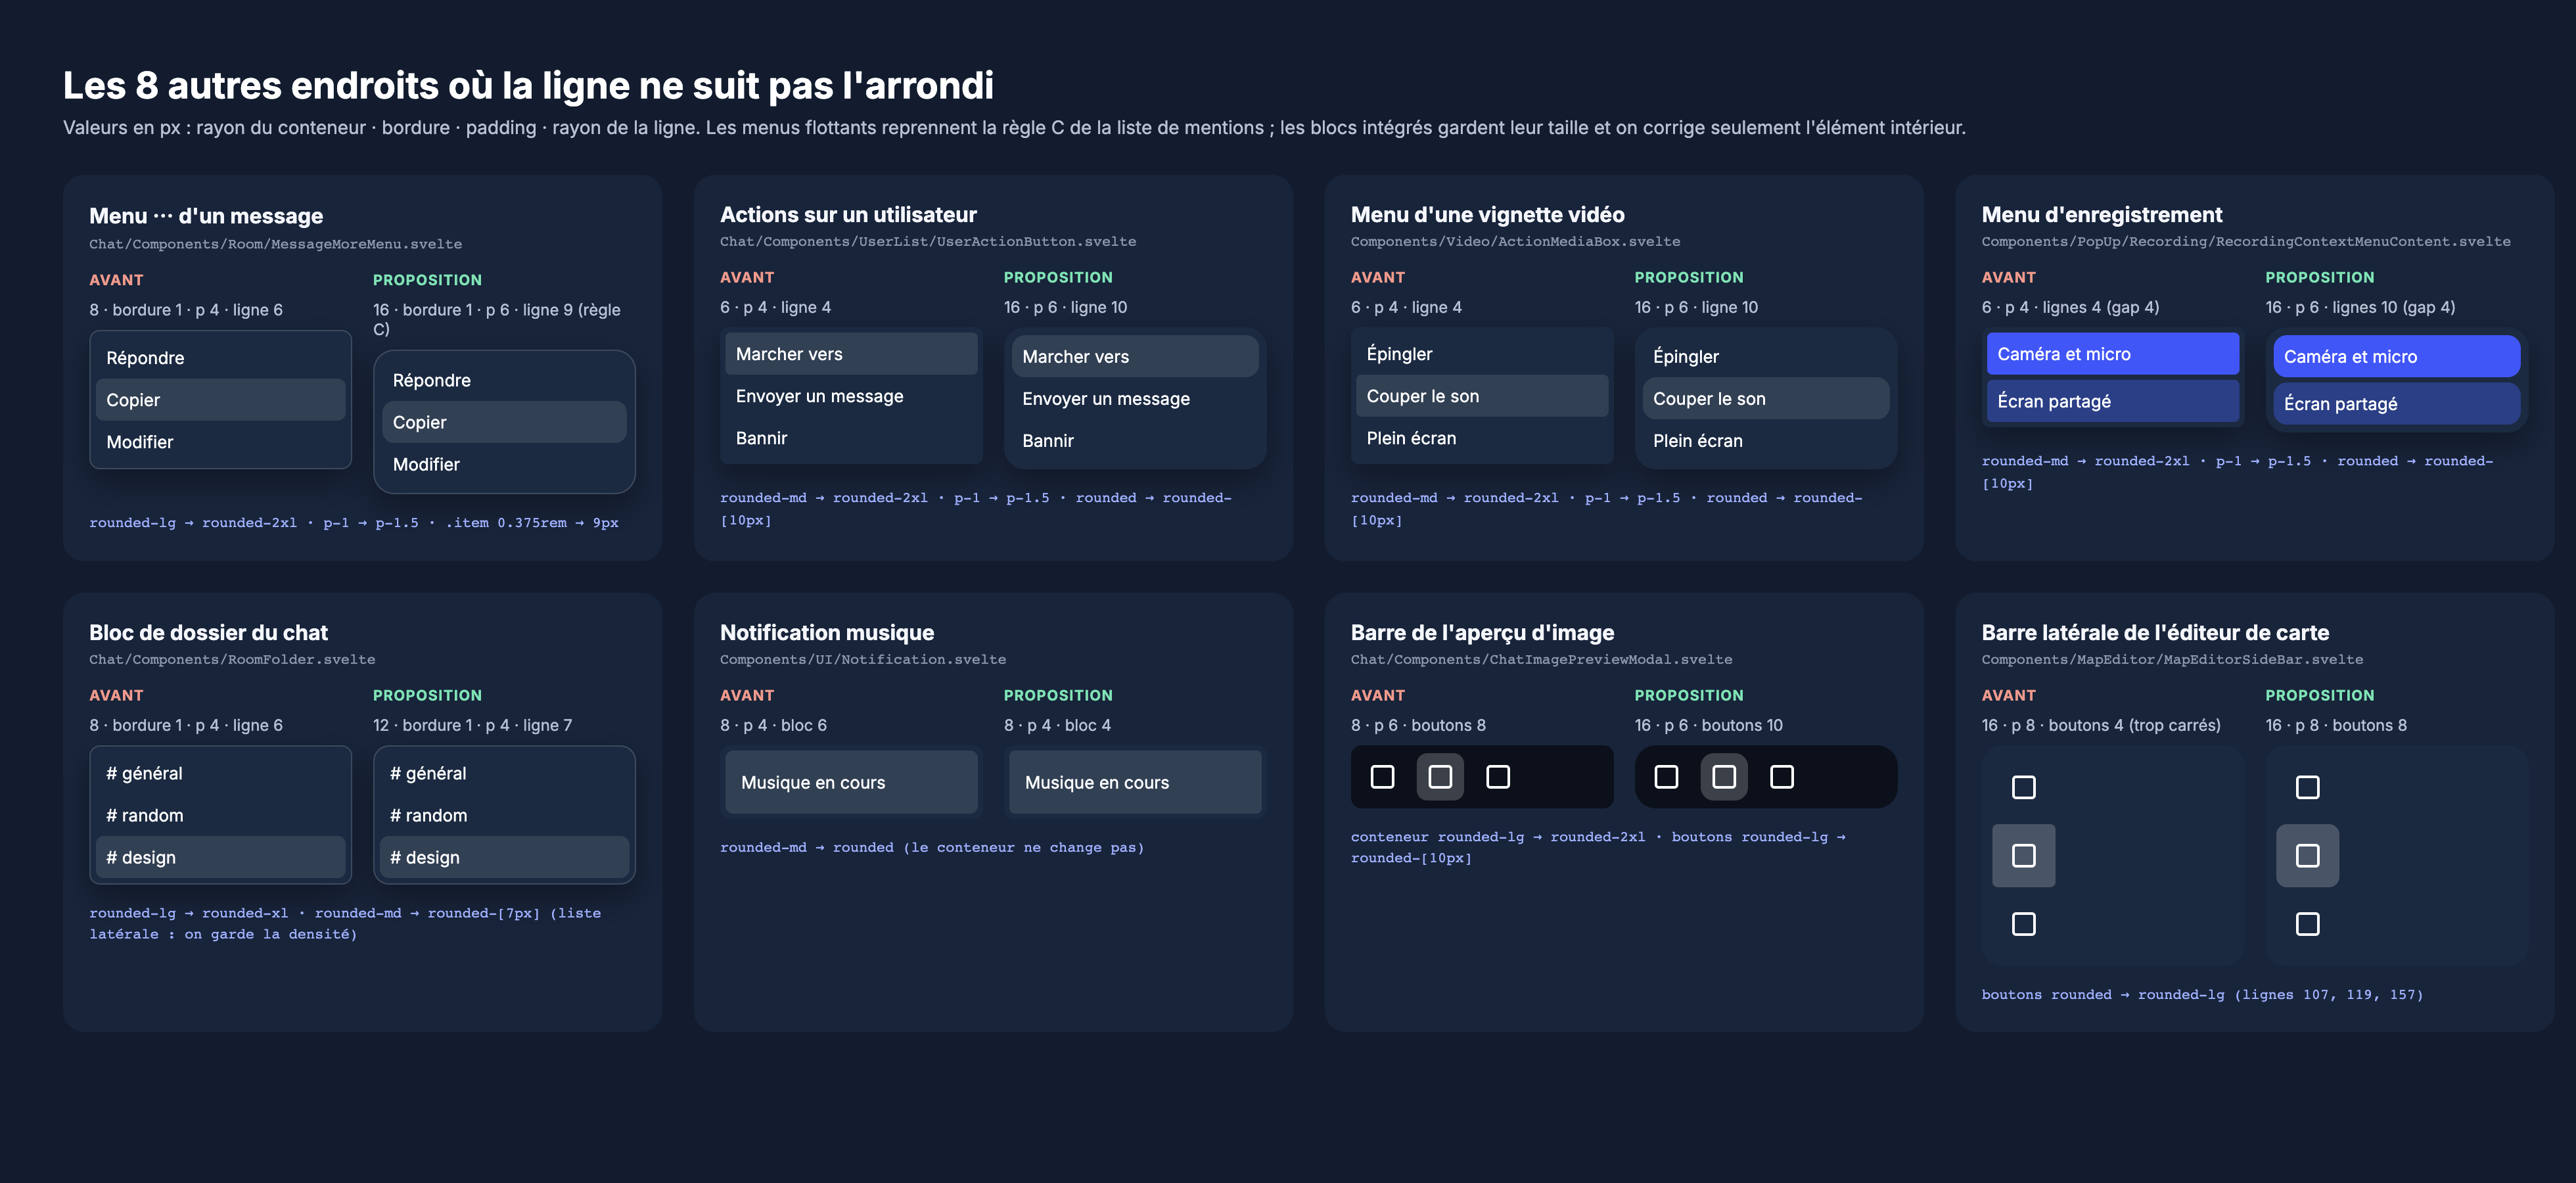 Les 8 autres endroits où la ligne ne suit pas l'arrondi
Valeurs en px : rayon du conteneur · bordure · padding · rayon de la ligne. Les menus flottants reprennent la règle C de la liste de mentions ; les blocs intégrés gardent leur taille et on corrige seulement l'élément intérieur.
Menu ··· d'un message
Chat/Components/Room/MessageMoreMenu.svelte
AVANT
8 · bordure 1 · p 4 · ligne 6
Répondre
Copier
Modifier
PROPOSITION
16 · bordure 1 · p 6 · ligne 9 (règle
C)
Répondre
Copier
Modifier
rounded-lg → rounded-2xl · p-1 → p-1.5 · .item 0.375rem → 9px
Actions sur un utilisateur
Chat/Components/UserList/UserActionButton.svelte
AVANT
6 · p 4 · ligne 4
Marcher vers
Envoyer un message
Bannir
PROPOSITION
16 · p 6 · ligne 10
Marcher vers
Envoyer un message
Bannir
rounded-md → rounded-2xl · p-1 → p-1.5 · rounded → rounded-
[10px]
Menu d'une vignette vidéo
Components/Video/ActionMediaBox.svelte
AVANT
6 · p 4 · ligne 4
Épingler
Couper le son
Plein écran
PROPOSITION
16 · p 6 · ligne 10
Épingler
Couper le son
Plein écran
rounded-md → rounded-2xl · p-1 → p-1.5 · rounded → rounded-
[10px]
Menu d'enregistrement
Components/PopUp/Recording/RecordingContextMenuContent.svelte
AVANT
6 · p 4 · lignes 4 (gap 4)
Caméra et micro
Écran partagé
PROPOSITION
16 · p 6 · lignes 10 (gap 4)
Caméra et micro
Écran partagé
rounded-md → rounded-2xl · p-1 → p-1.5 · rounded → rounded-
[10px]
Bloc de dossier du chat
Chat/Components/RoomFolder.svelte
AVANT
8 · bordure 1 · p 4 · ligne 6
# général
# random
# design
PROPOSITION
12 · bordure 1 · p 4 · ligne 7
# général
# random
# design
rounded-lg → rounded-xl · rounded-md → rounded-[7px] (liste
latérale : on garde la densité)
Notification musique
Components/UI/Notification.svelte
AVANT
8 · p 4 · bloc 6
Musique en cours
PROPOSITION
8 · p 4 · bloc 4
Musique en cours
rounded-md → rounded (le conteneur ne change pas)
Barre de l'aperçu d'image
Chat/Components/ChatImagePreviewModal.svelte
AVANT
8 · p 6 · boutons 8
PROPOSITION
16 · p 6 · boutons 10
conteneur rounded-lg → rounded-2xl · boutons rounded-lg →
rounded-[10px]
Barre latérale de l'éditeur de carte
Components/MapEditor/MapEditorSideBar.svelte
AVANT
16 · p 8 · boutons 4 (trop carrés)
PROPOSITION
16 · p 8 · boutons 8
boutons rounded → rounded-lg (lignes 107, 119, 157)